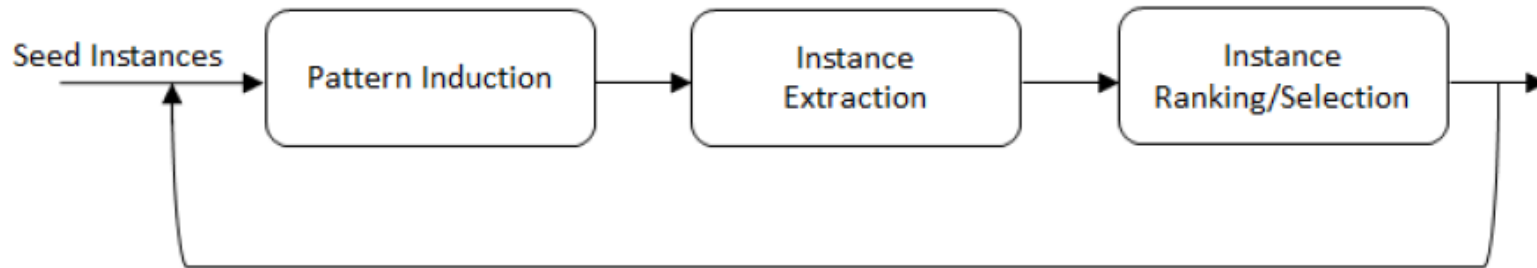 Seed Instances
Pattern Induction
Instance
Extraction
Instance
Ranking/Selection